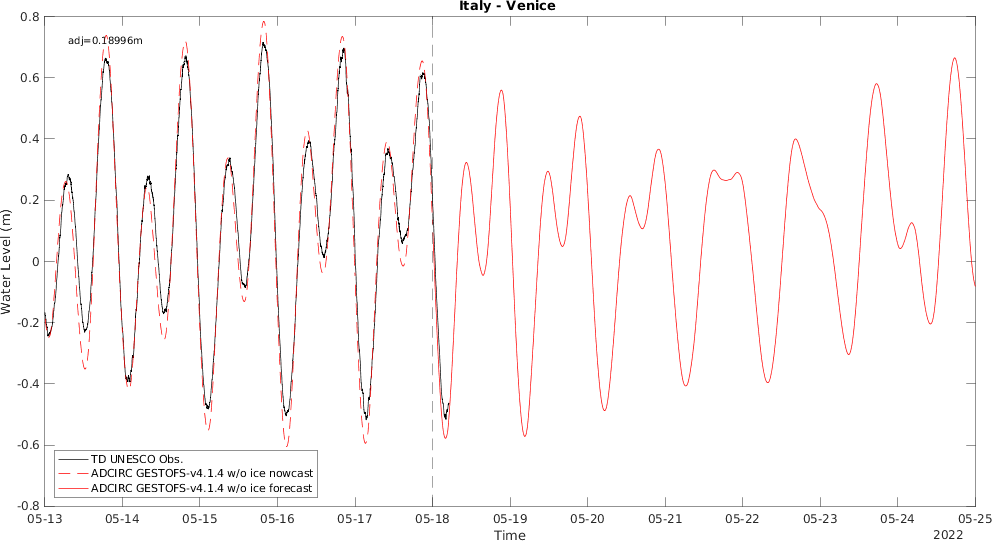 Italy - Venice
adj=0.18996m
Water Level (m)
0.8
0.6
0.4
0.2
0
-0.2
-0.4
-0.6
-0.8
TD UNESCO Obs.
ADCIRC GESTOFS-v4.1.4 w/o ice nowcast
ADCIRC GESTOFS-v4.1.4 w/o ice forecast
05-13 05-14 05-15 05-16 05-17 05-18 05-19 05-20 05-21 05-22 05-23 05-24 05-25
Time
2022